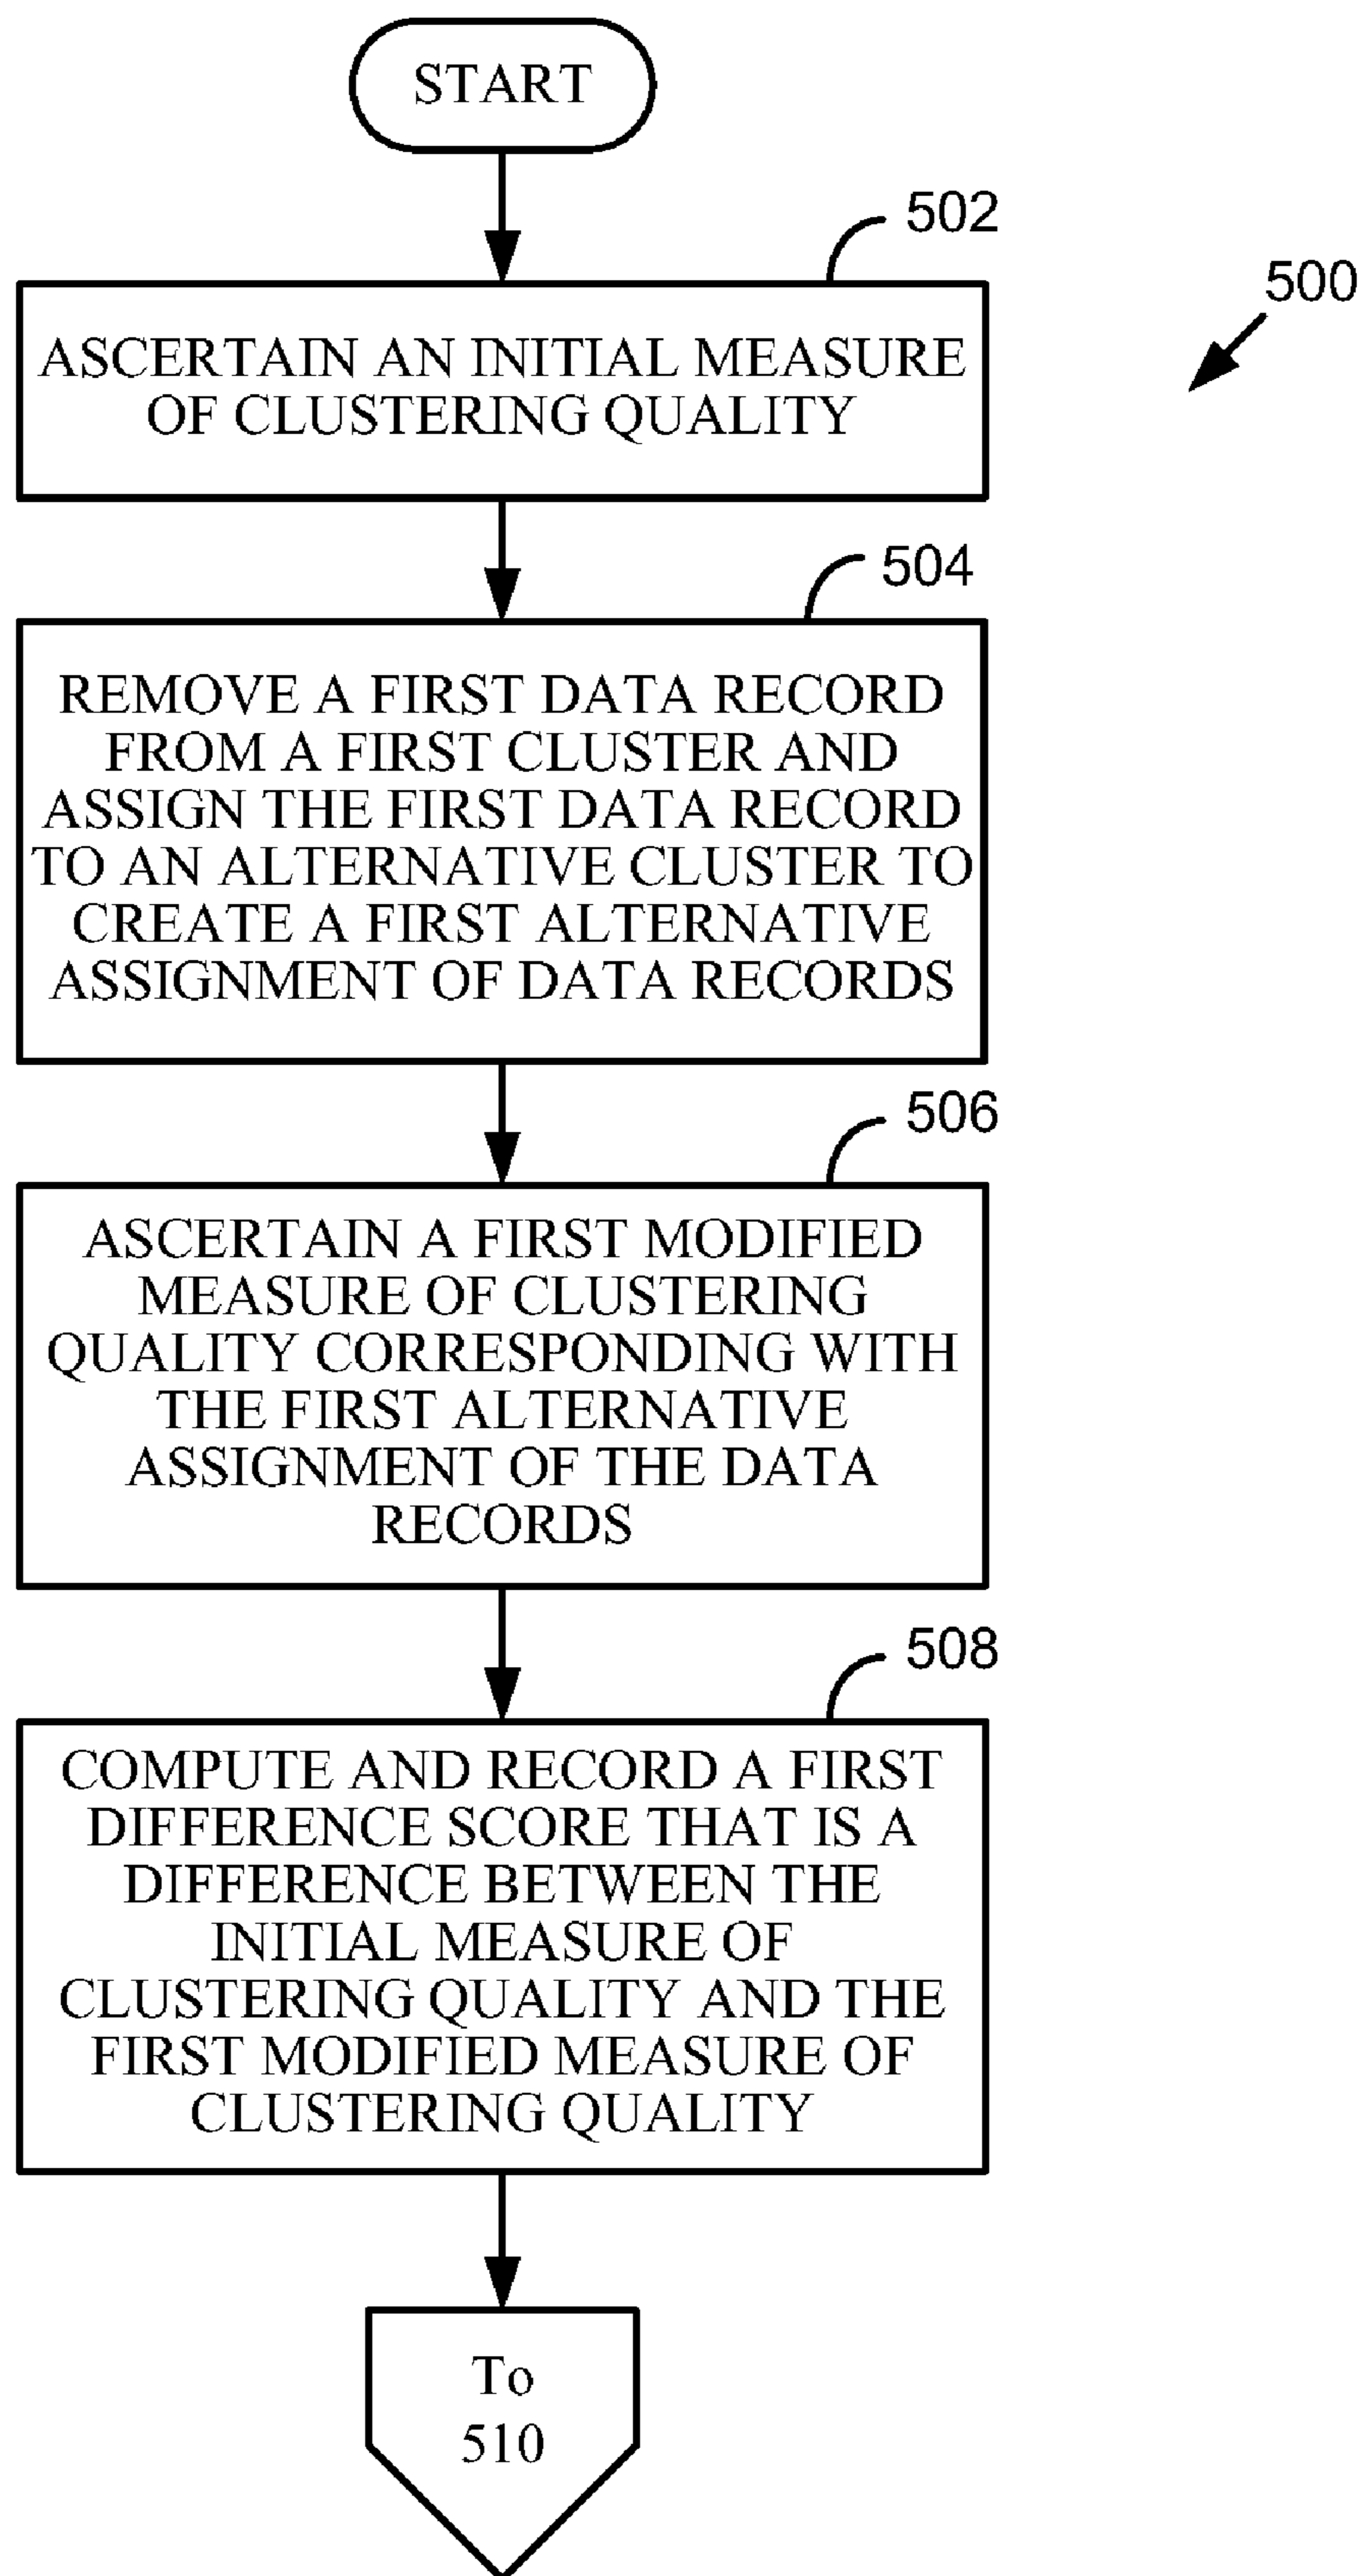 START
502
500
ASCERTAIN AN INITIAL MEASURE
OF CLUSTERING QUALITY
504
REMOVE A FIRST DATA RECORD
FROM A FIRST CLUSTER AND
ASSIGN THE FIRST DATA RECORD
TO AN ALTERNATIVE CLUSTER TO
CREATE A FIRST ALTERNATIVE
ASSIGNMENT OF DATA RECORDS
506
ASCERTAIN A FIRST MODIFIED
MEASURE OF CLUSTERING
QUALITY CORRESPONDING WITH
THE FIRST ALTERNATIVE
ASSIGNMENT OF THE DATA
RECORDS
508
COMPUTE AND RECORD A FIRST
DIFFERENCE SCORE THAT IS A
DIFFERENCE BETWEEN THE
INITIAL MEASURE OF
CLUSTERING QUALITY AND THE
FIRST MODIFIED MEASURE OF
CLUSTERING QUALITY
To
510